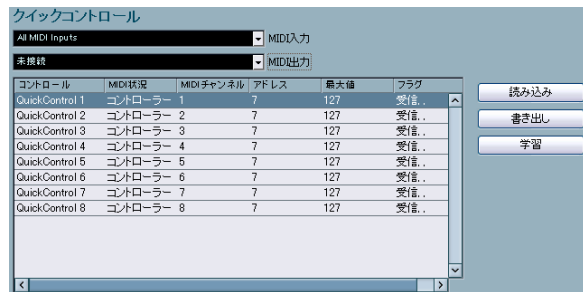 クイックコントロール
All MIDI Inputs MIDI入力
未接続 MIDI出力
コントロール MIDI状況 MIDIチャンネル アドレス 最大値 フラグ
QuickControl 1 コントローラー 1 7 127 受信, .
QuickControl 2 コントローラー 2 7 127 受信, .
QuickControl 3 コントローラー 3 7 127 受信, .
QuickControl 4 コントローラー 4 7 127 受信, .
QuickControl 5 コントローラー 5 7 127 受信, .
QuickControl 6 コントローラー 6 7 127 受信, .
QuickControl 7 コントローラー 7 7 127 受信, .
QuickControl 8 コントローラー 8 7 127 受信, .
読み込み
書き出し
学習